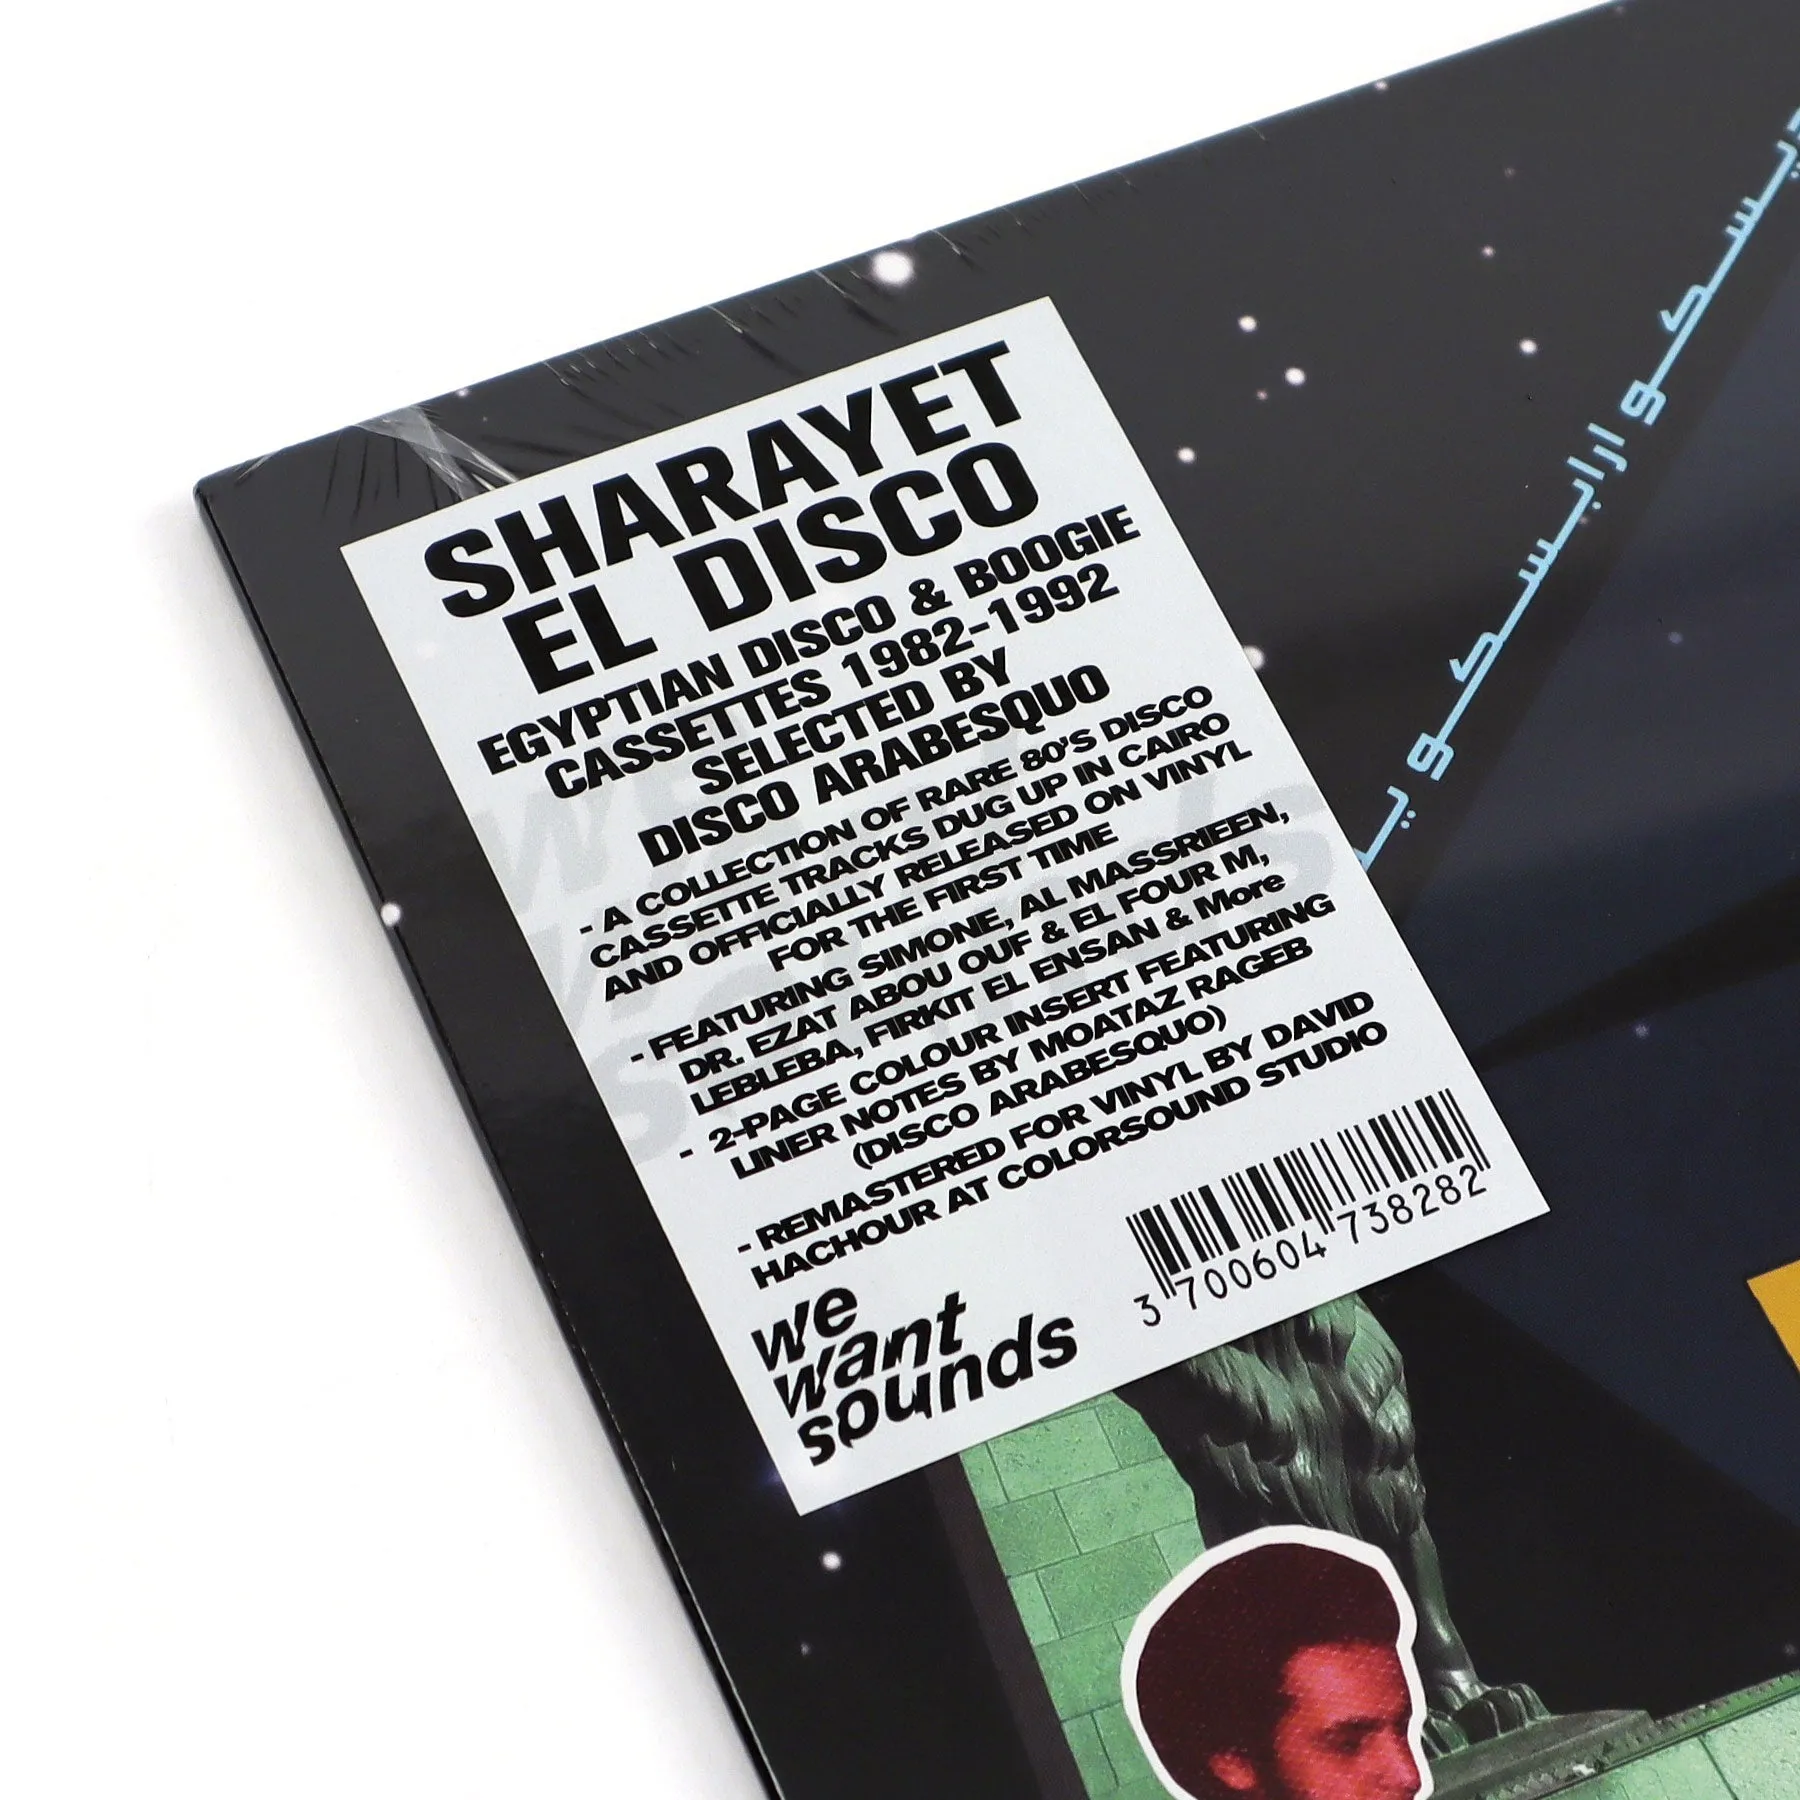 SHARAYET
EL DISCO
EGYPTIAN DISCO & BOOGIE
CASSETTES 1982-1992
SELECTED BY
DISCO ARABESQUO
- A COLLECTION OF RARE 80'S DISCO
CASSETTE TRACKS DUG UP IN CAIRO
AND OFFICIALLY RELEASED ON VINYL
FOR THE FIRST TIME
- FEATURING SIMONE, AL MASSRIEEN,
DR. EZAT ABOU OUF & EL FOUR M,
LEBLEBA, FIRKIT EL ENSAN & More
- 2-PAGE COLOUR INSERT FEATURING
LINER NOTES BY MOATAZ RAGEB
(DISCO ARABESQUO)
- REMASTERED FOR VINYL BY DAVID
HACHOUR AT COLORSOUND STUDIO
we
want
sounds
3 700604 738282
ديسكو ارابيسكو